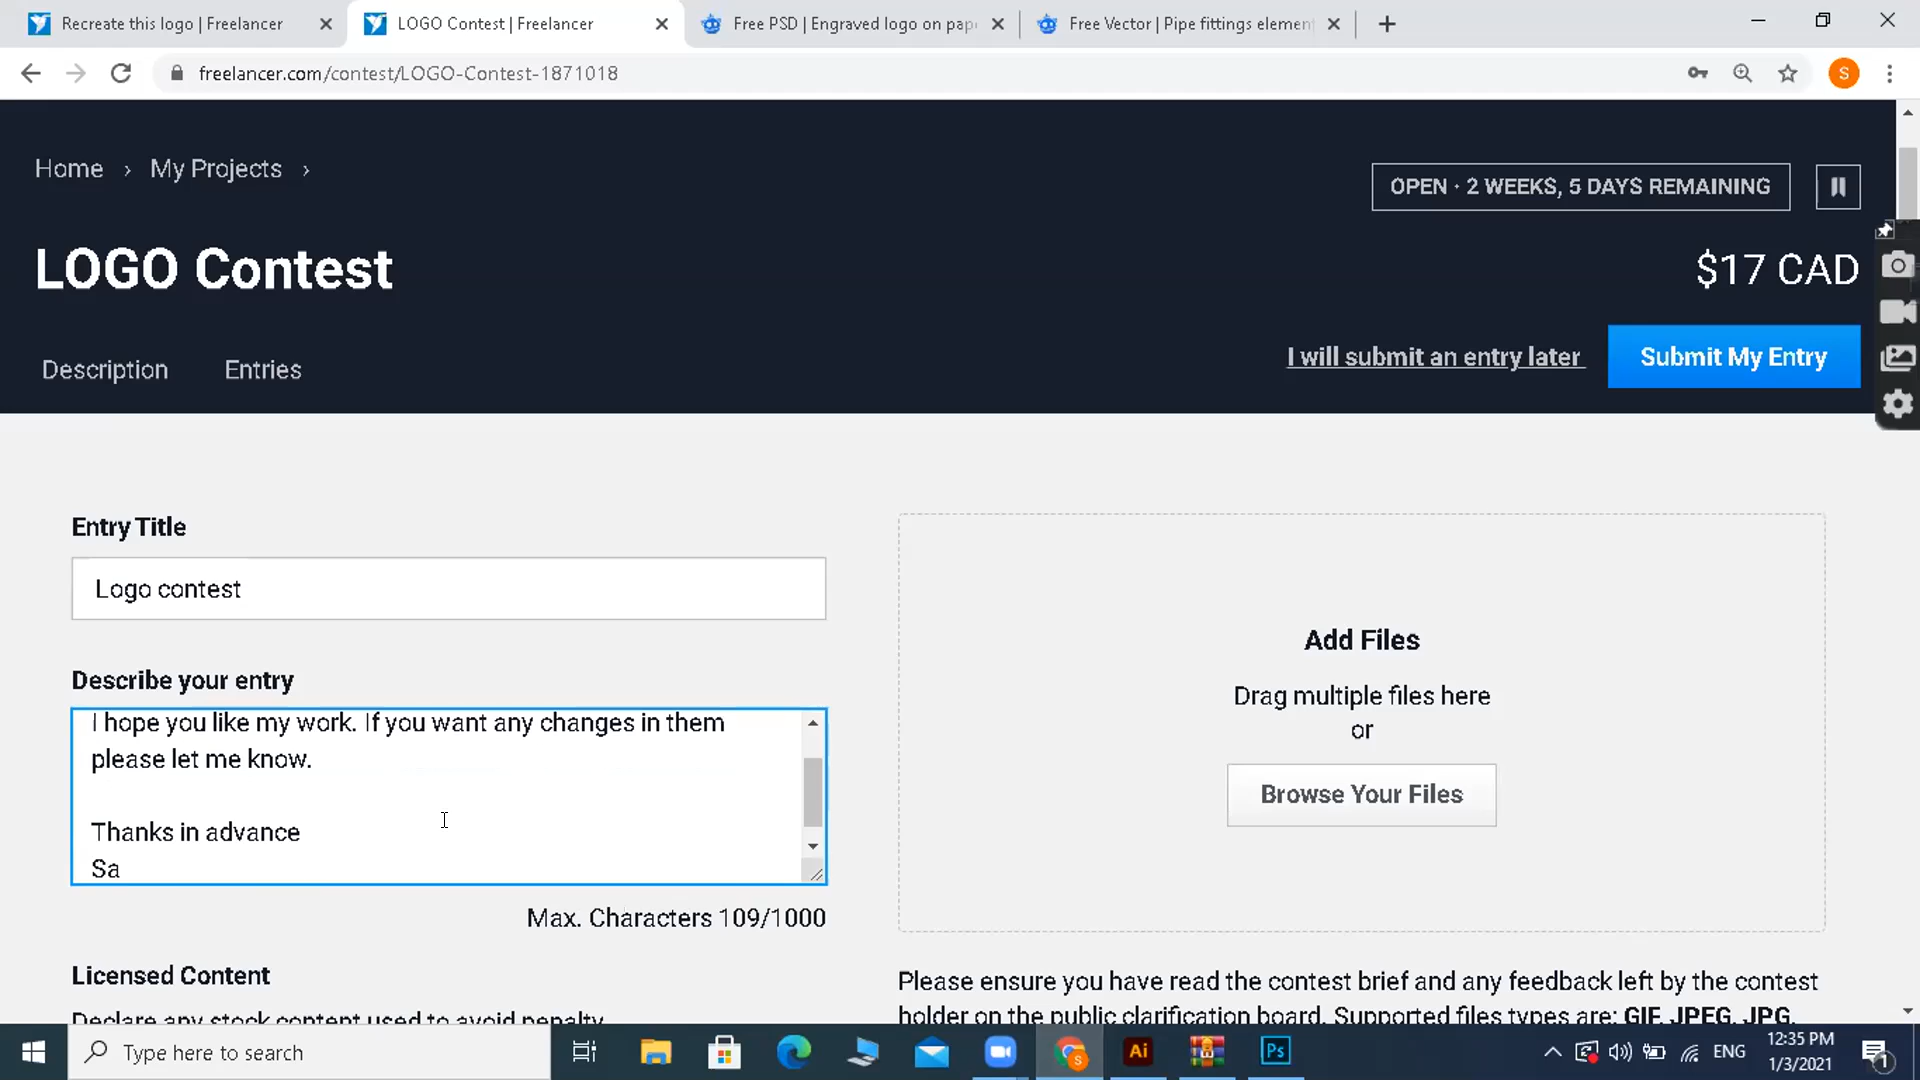 Recreate this logo | Freelancer
LOGO Contest | Freelancer
Free PSD | Engraved logo on pap
Free Vector | Pipe fittings elemen
freelancer.com/contest/LOGO-Contest-1871018
S
Home › My Projects ›
OPEN · 2 WEEKS, 5 DAYS REMAINING
LOGO Contest
$17 CAD
Description
Entries
I will submit an entry later
Submit My Entry
Entry Title
Logo contest
Describe your entry
I hope you like my work. If you want any changes in them
please let me know.
Thanks in advance
Sa
Max. Characters 109/1000
Add Files
Drag multiple files here
or
Browse Your Files
Licensed Content
Declare any stock content used to avoid penalty
Please ensure you have read the contest brief and any feedback left by the contest
holder on the public clarification board. Supported files types are: GIF, JPEG, JPG,
Type here to search
Ai
Ps
ENG
12:35 PM
1/3/2021
1